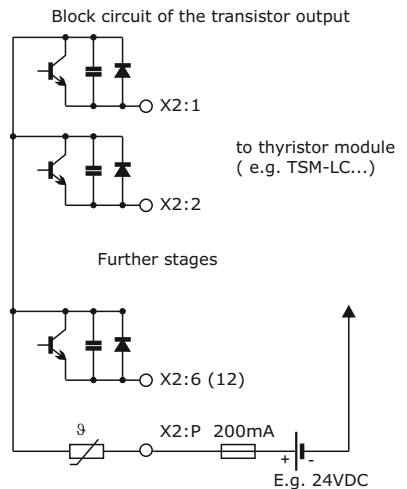 Block circuit of the transistor output
X2:1
to thyristor module
( e.g. TSM-LC...)
X2:2
Further stages
X2:6 (12)
ϑ
X2:P 200mA
+ -
E.g. 24VDC